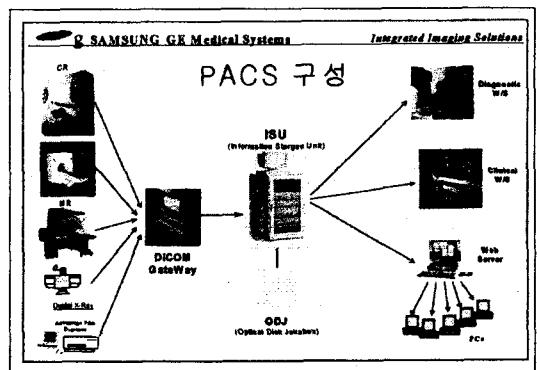 g SAMSUNG GE Medical Systems
Integrated Imaging Solutions
PACS 구성
CR
MR
Digital X-Ray
DICOM
GateWay
ISU
(Information Storgae Unit)
ODJ
(Optical Disk Jukebox)
Diagnostic
W/S
Clinical
W/S
Web
Server
PCs